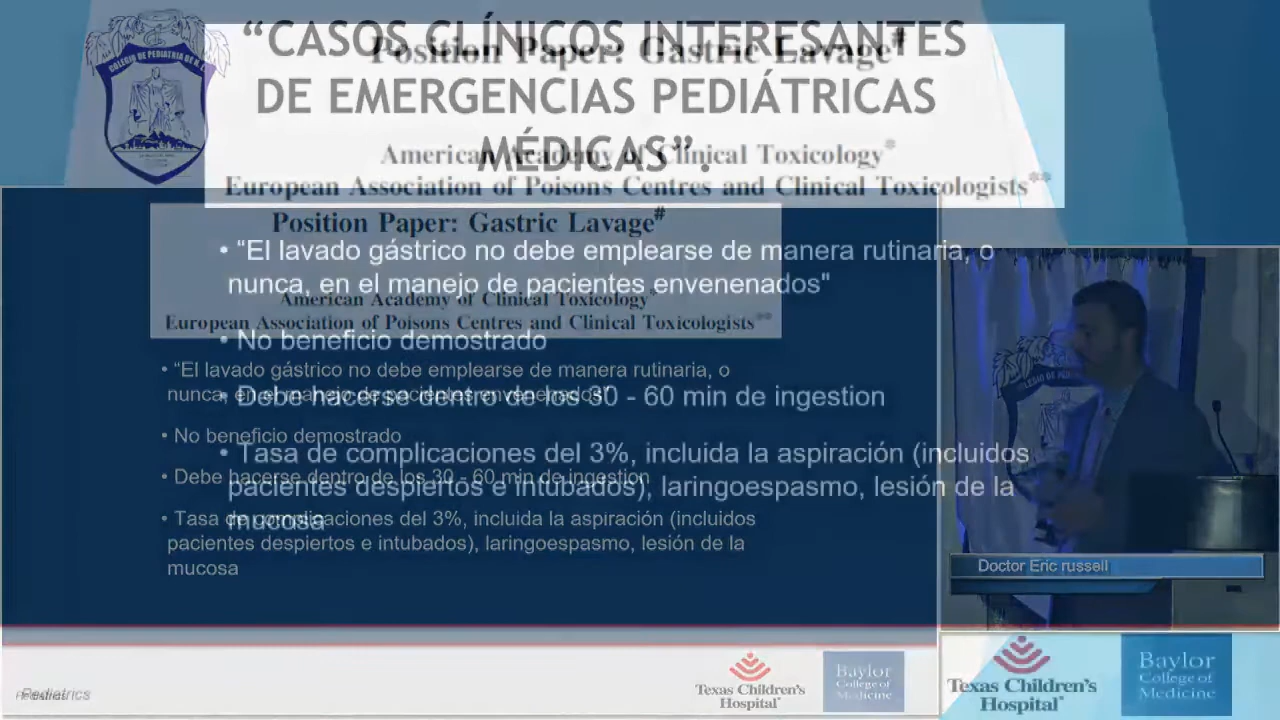 COLEGIO DE PEDIATRIA DE N. L.
“CASOS CLÍNICOS INTERESANTES
DE EMERGENCIAS PEDIÁTRICAS
MÉDICAS”.
Position Paper: Gastric Lavage#
American Academy of Clinical Toxicology*
European Association of Poisons Centres and Clinical Toxicologists**
• “El lavado gástrico no debe emplearse de manera rutinaria, o
nunca, en el manejo de pacientes envenenados"
• No beneficio demostrado
• Debe hacerse dentro de los 30 - 60 min de ingestion
• Tasa de complicaciones del 3%, incluida la aspiración (incluidos
pacientes despiertos e intubados), laringoespasmo, lesión de la
mucosa
Position Paper: Gastric Lavage#
American Academy of Clinical Toxicology*
European Association of Poisons Centres and Clinical Toxicologists**
• “El lavado gástrico no debe emplearse de manera rutinaria, o
nunca, en el manejo de pacientes envenenados"
• No beneficio demostrado
• Debe hacerse dentro de los 30 - 60 min de ingestion
• Tasa de complicaciones del 3%, incluida la aspiración (incluidos
pacientes despiertos e intubados), laringoespasmo, lesión de la
mucosa
COLEGIO DE
Doctor Eric russell
Pediatrics
Texas Children's
Hospital
Baylor
College of
Medicine
Texas Children's
Hospital
Baylor
College of
Medicine